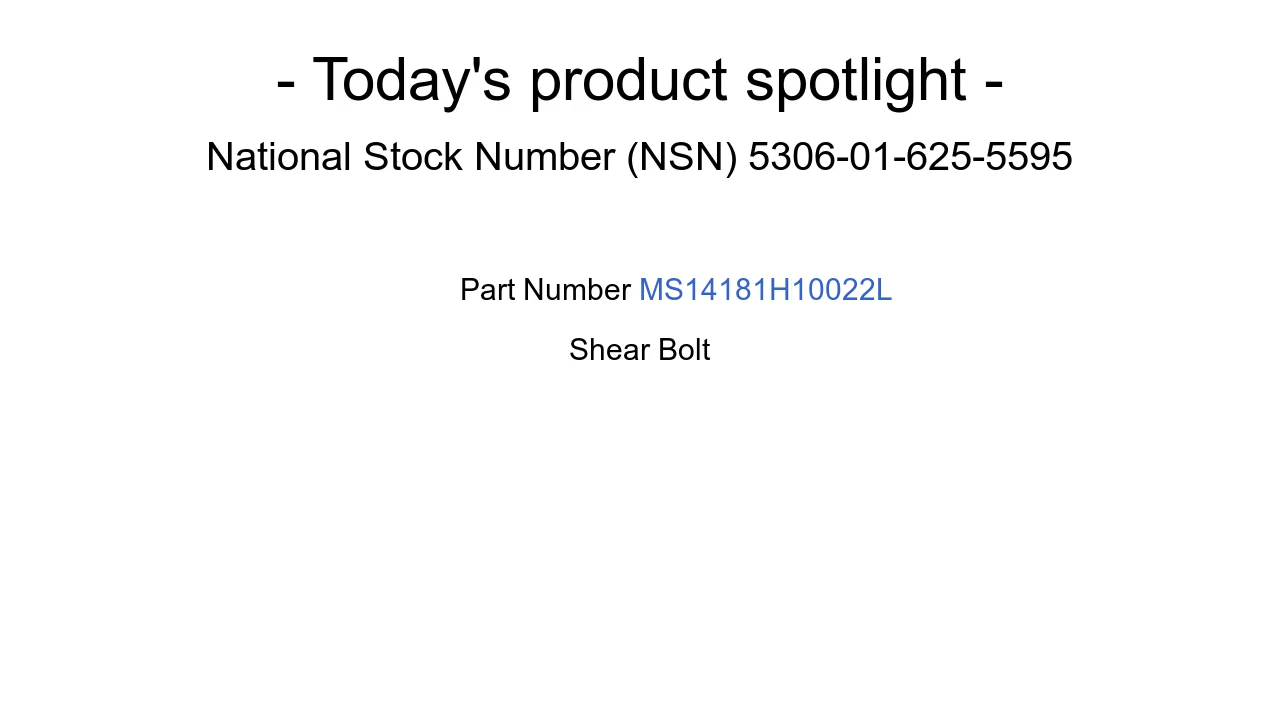 - Today's product spotlight -
National Stock Number (NSN) 5306-01-625-5595
Part Number MS14181H10022L
Shear Bolt